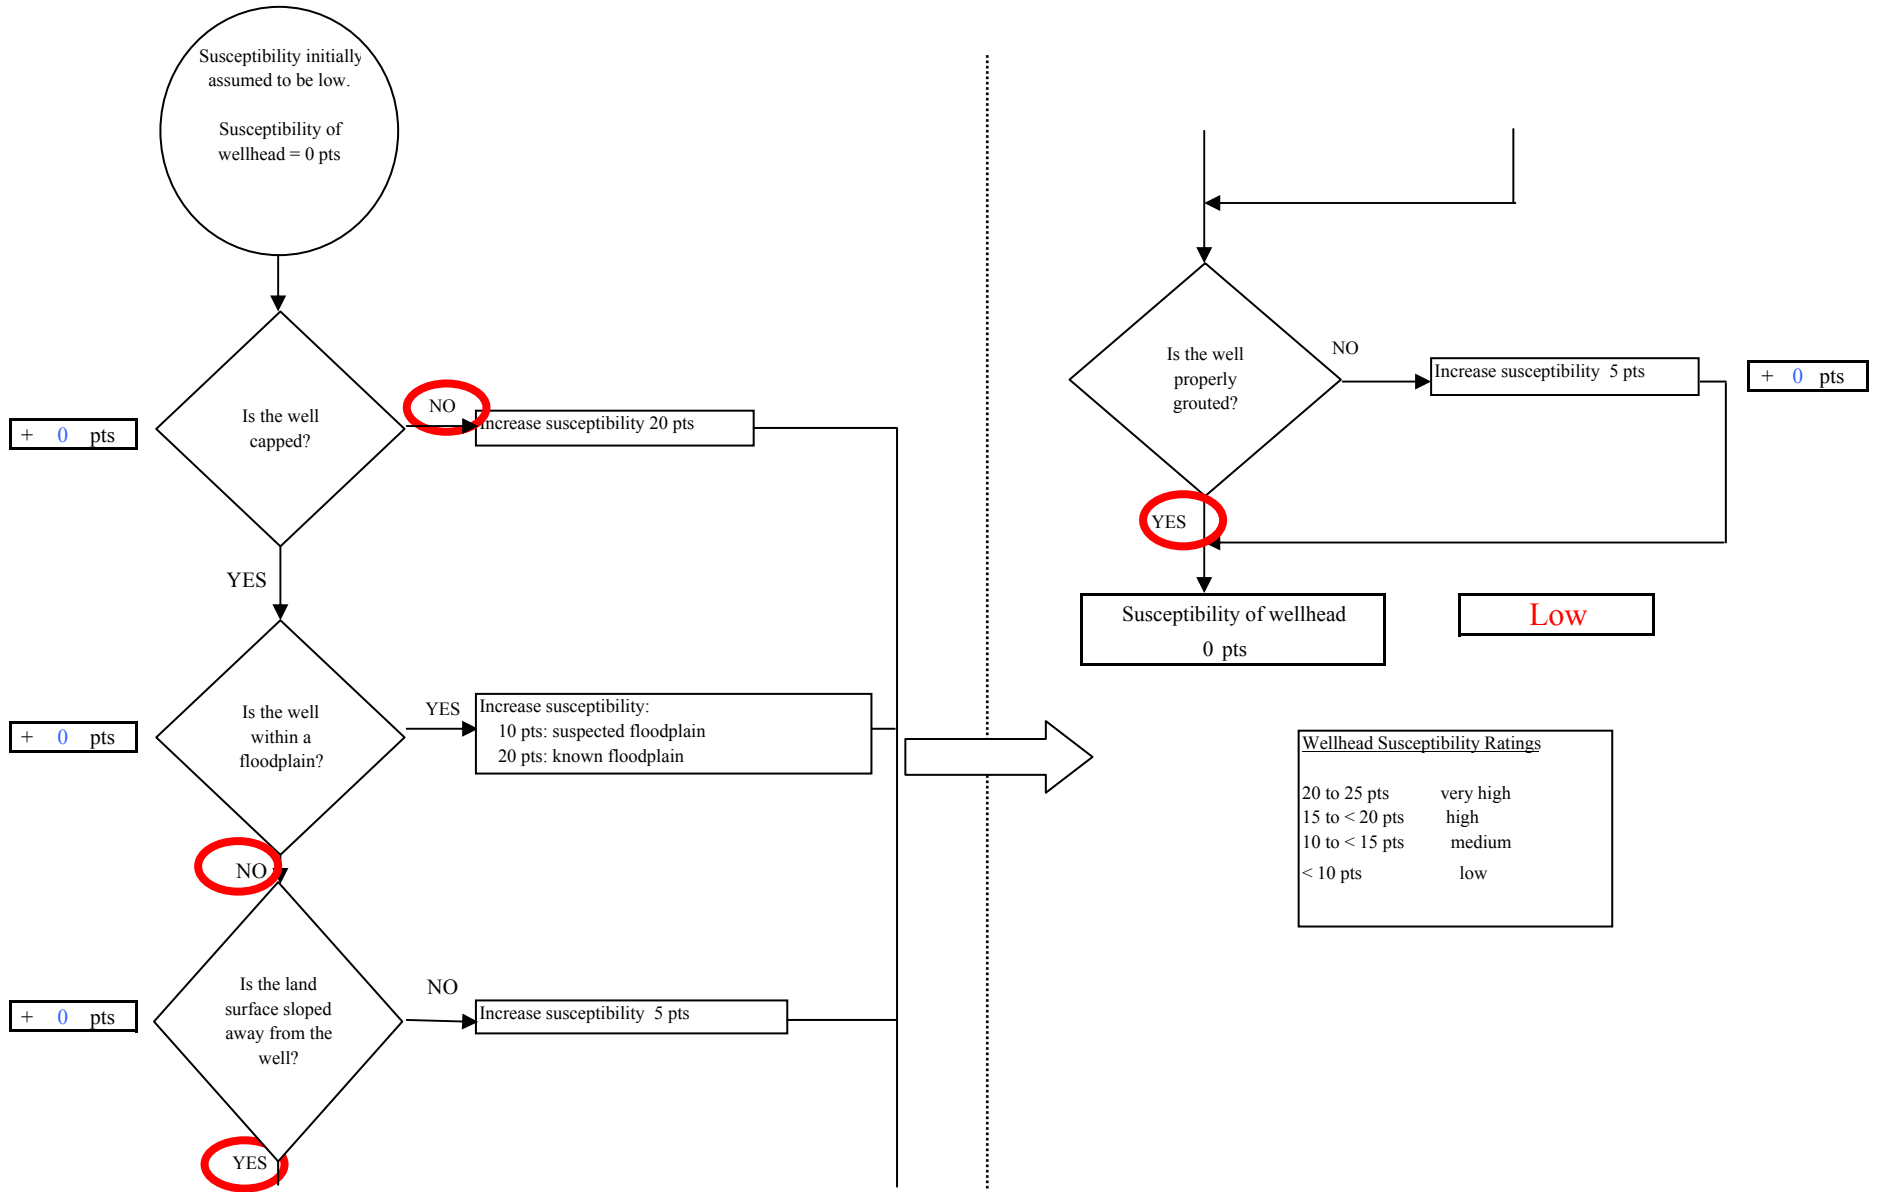 Susceptibility initially
assumed to be low.
Susceptibility of
wellhead = 0 pts
Is the well
capped?
NO
Increase susceptibility 20 pts
+ 0 pts
YES
Is the well
within a
floodplain?
YES
Increase susceptibility:
10 pts: suspected floodplain
20 pts: known floodplain
+ 0 pts
NO
Is the land
surface sloped
away from the
well?
NO
Increase susceptibility 5 pts
+ 0 pts
YES
Is the well
properly
grouted?
NO
Increase susceptibility 5 pts
+ 0 pts
YES
Susceptibility of wellhead
0 pts
Low
Wellhead Susceptibility Ratings
20 to 25 pts very high
15 to < 20 pts high
10 to < 15 pts medium
< 10 pts low